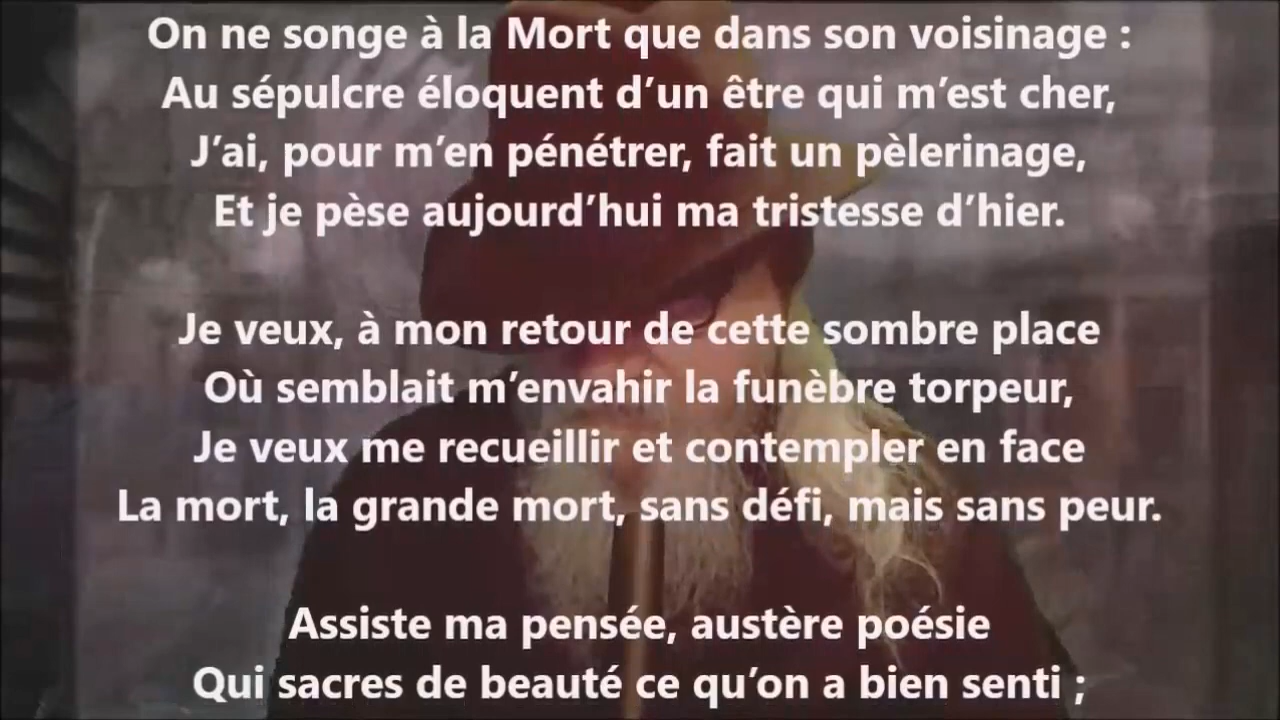 On ne songe à la Mort que dans son voisinage :
Au sépulcre éloquent d’un être qui m’est cher,
J’ai, pour m’en pénétrer, fait un pèlerinage,
Et je pèse aujourd’hui ma tristesse d’hier.
Je veux, à mon retour de cette sombre place
Où semblait m’envahir la funèbre torpeur,
Je veux me recueillir et contempler en face
La mort, la grande mort, sans défi, mais sans peur.
Assiste ma pensée, austère poésie
Qui sacres de beauté ce qu’on a bien senti ;